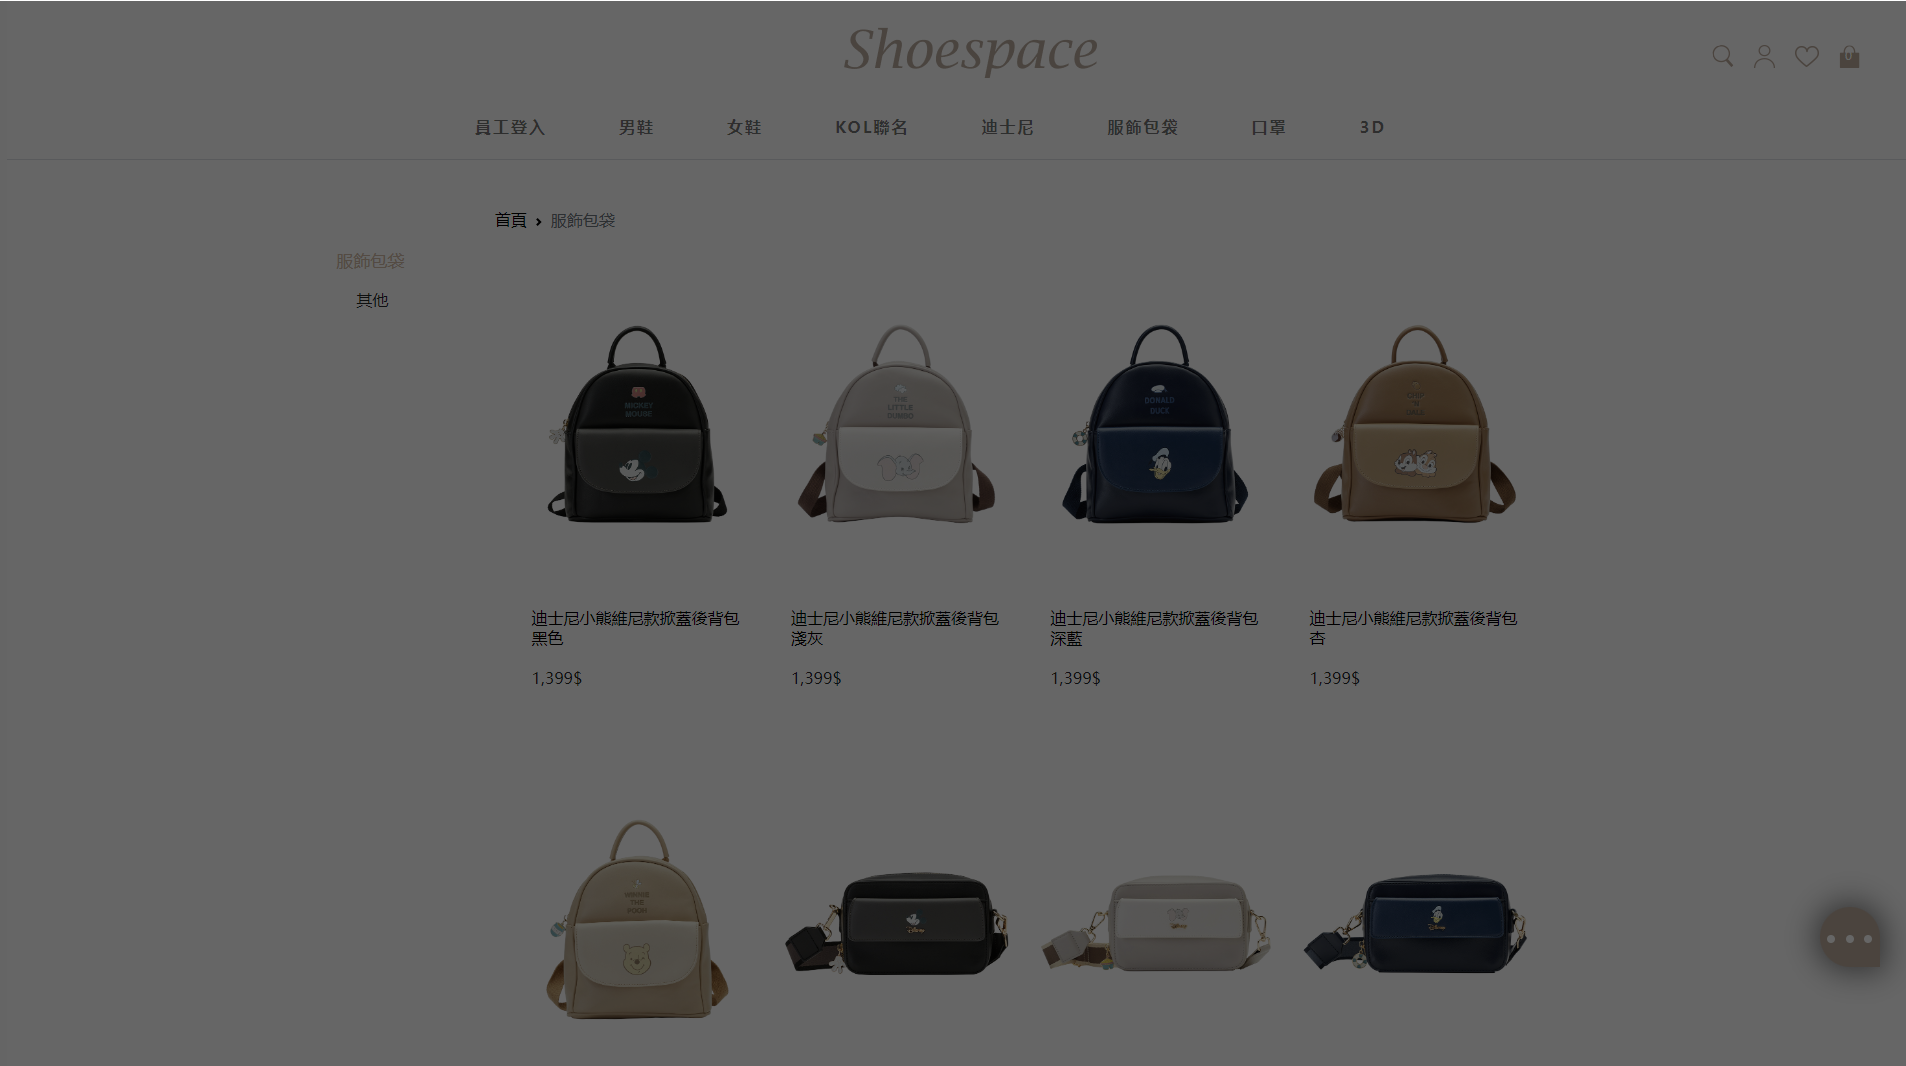 Shoespace
0
員工登入
男鞋
女鞋
KOL聯名
迪士尼
服飾包袋
口罩
3D
首頁 › 服飾包袋
服飾包袋
其他
MICKEY
MOUSE
THE
LITTLE
DUMBO
DONALD
DUCK
CHIP
'N
DALE
迪士尼小熊維尼款掀蓋後背包
黑色
1,399$
迪士尼小熊維尼款掀蓋後背包
淺灰
1,399$
迪士尼小熊維尼款掀蓋後背包
深藍
1,399$
迪士尼小熊維尼款掀蓋後背包
杏
1,399$
WINNIE
THE
POOH
Disney
Disney
Disney